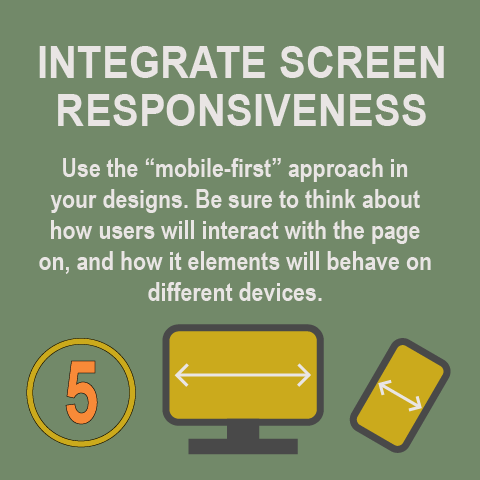 INTEGRATE SCREEN
RESPONSIVENESS
Use the “mobile-first” approach in
your designs. Be sure to think about
how users will interact with the page
on, and how it elements will behave on
different devices.
5